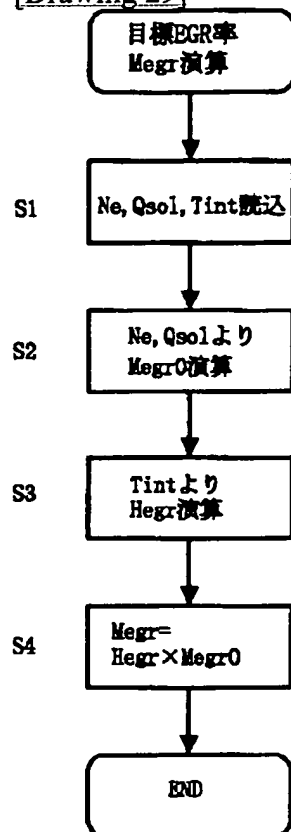 [Drawing 29]
目標EGR率
Megr演算
S1
Ne,Qsol,Tint読込
S2
Ne,Qsolより
Megr0演算
S3
Tintより
Hegr演算
S4
Megr=
Hegr×Megr0
END